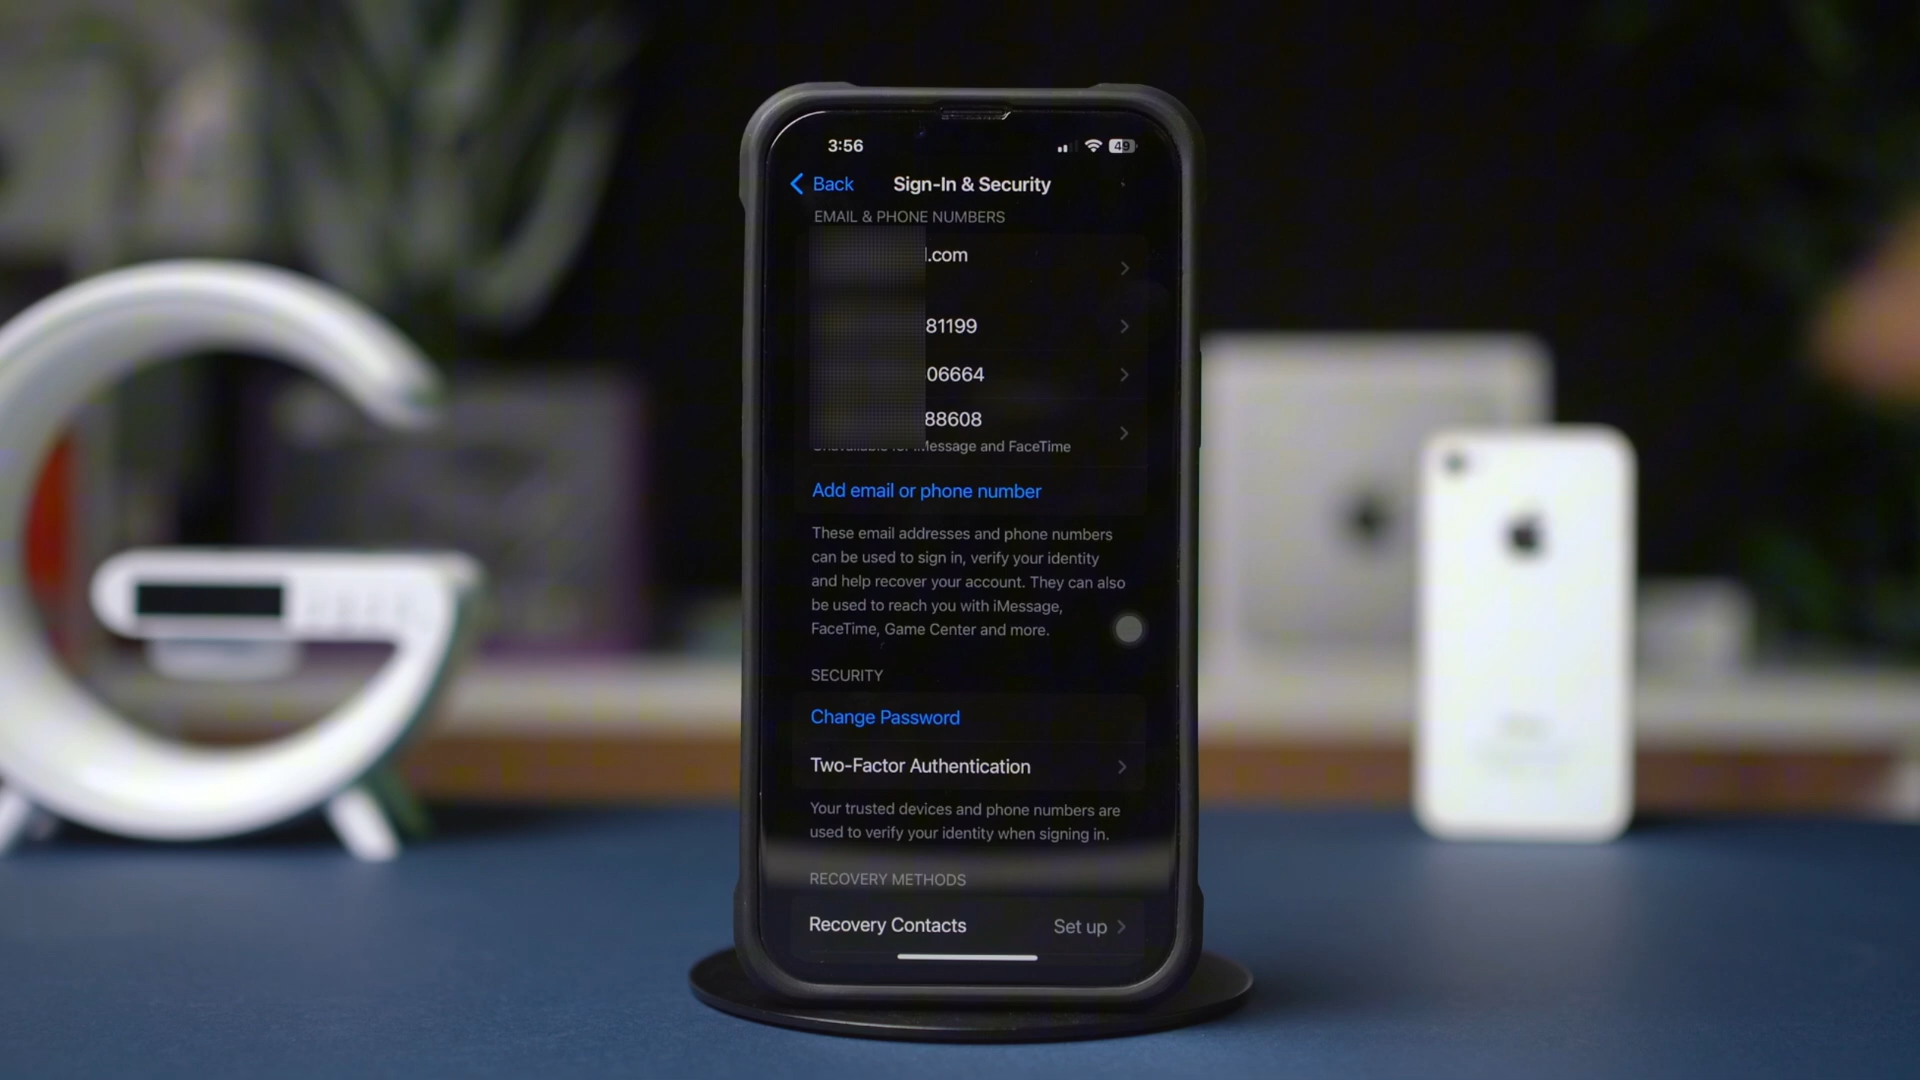 3:56
49
Back
Sign-In & Security
EMAIL & PHONE NUMBERS
.com
81199
06664
88608
Message and FaceTime
Add email or phone number
These email addresses and phone numbers
can be used to sign in, verify your identity
and help recover your account. They can also
be used to reach you with iMessage,
FaceTime, Game Center and more.
SECURITY
Change Password
Two-Factor Authentication
Your trusted devices and phone numbers are
used to verify your identity when signing in.
RECOVERY METHODS
Recovery Contacts
Set up